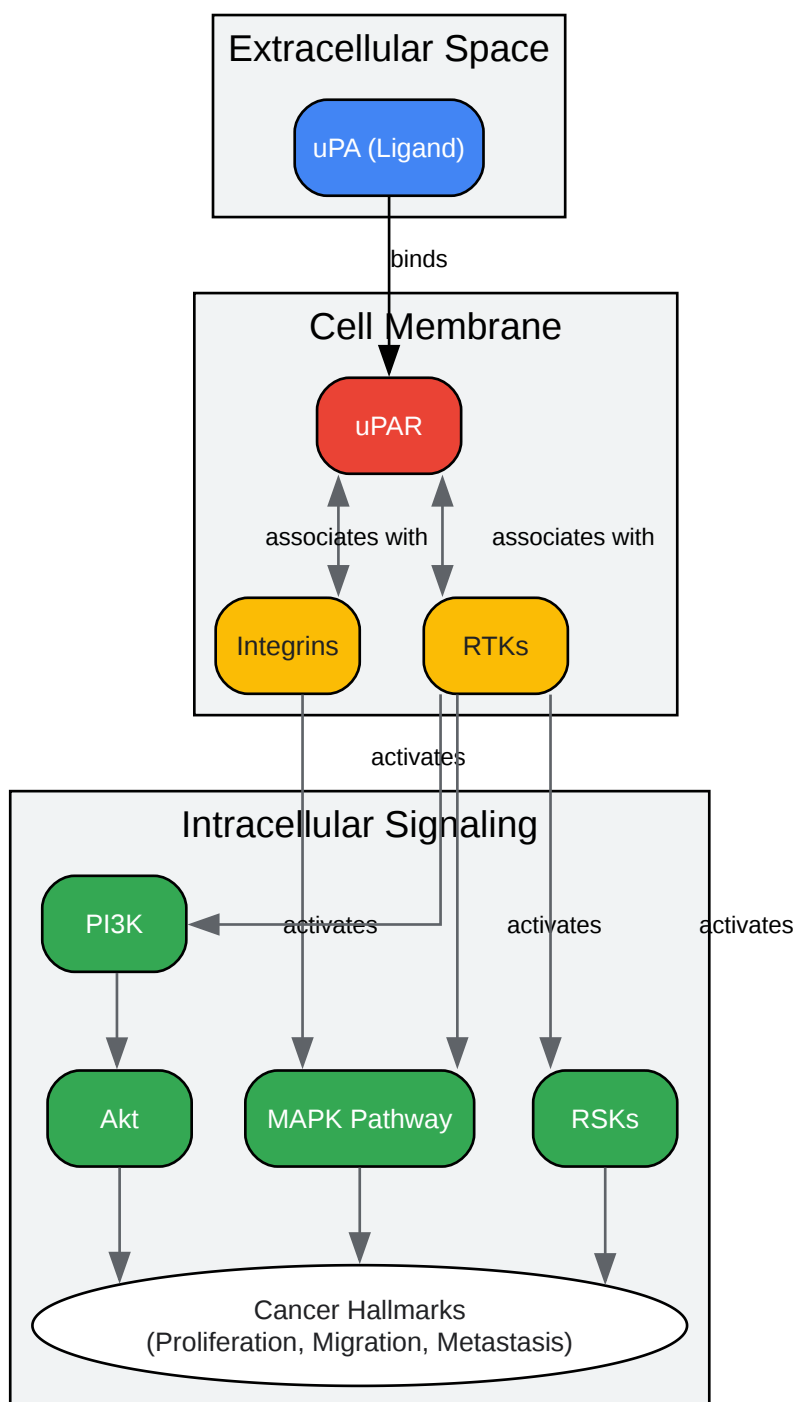 Extracellular Space
uPA (Ligand)
binds
Cell Membrane
uPAR
associates with
associates with
Integrins
RTKs
activates
Intracellular Signaling
PI3K
activates
activates
activates
Akt
MAPK Pathway
RSKs
Cancer Hallmarks
(Proliferation, Migration, Metastasis)